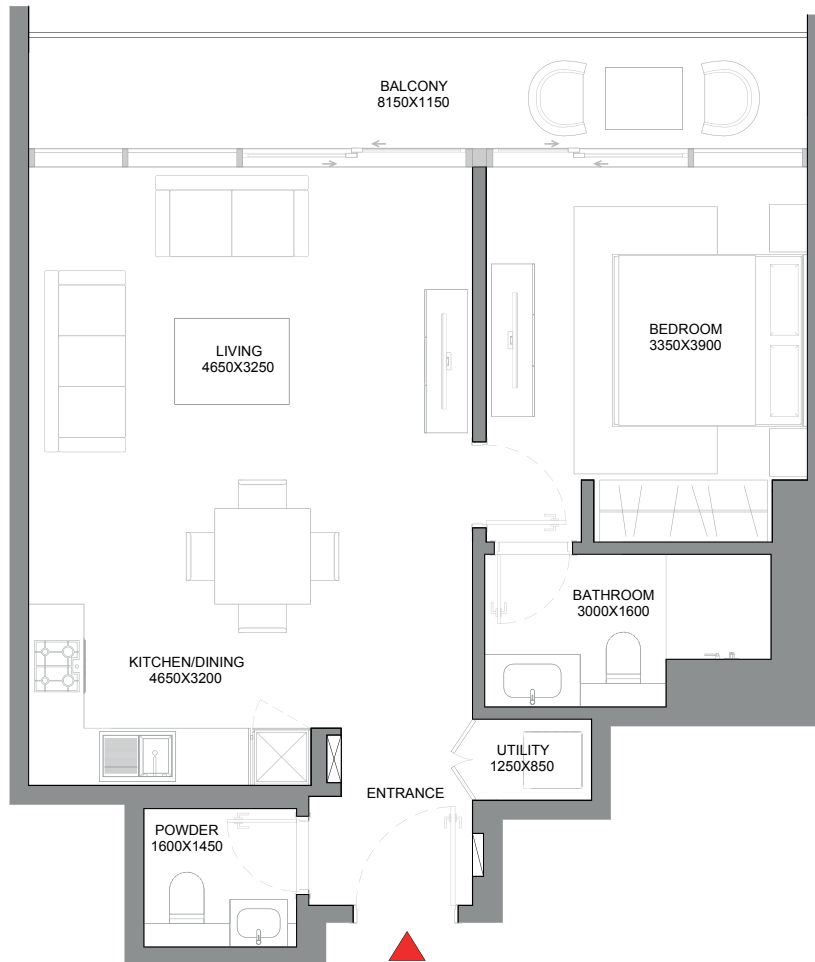 BALCONY
8150X1150
LIVING
4650X3250
BEDROOM
3350X3900
BATHROOM
3000X1600
KITCHEN/DINING
4650X3200
UTILITY
1250X850
ENTRANCE
POWDER
1600X1450